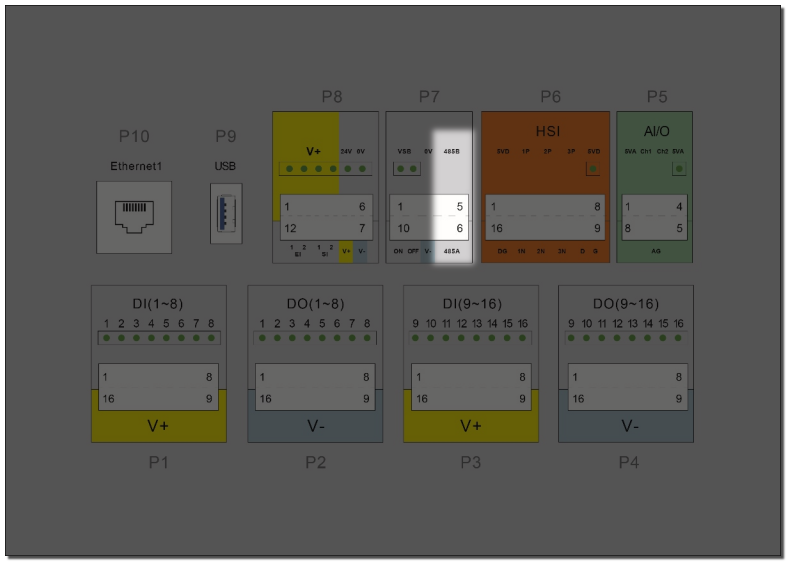 P8 P7 P6 P5
P10 P9
HSI AI/O
Ethernet1 USB
V+ 24V 0V VSB 0V 485B 5VD 1P 2P 3P 5VD 5VA Ch1 Ch2 5VA
1 6 1 5 1 8 1 4
12 7 10 6 16 9 8 5
1 2 1 2 V+ V- ON OFF V- 485A DG 1N 2N 3N D G AG
SI SI
DI(1~8) DO(1~8) DI(9~16) DO(9~16)
1 2 3 4 5 6 7 8 1 2 3 4 5 6 7 8 9 10 11 12 13 14 15 16 9 10 11 12 13 14 15 16
1 8 1 8 1 8 1 8
16 9 16 9 16 9 16 9
V+ V- V+ V-
P1 P2 P3 P4